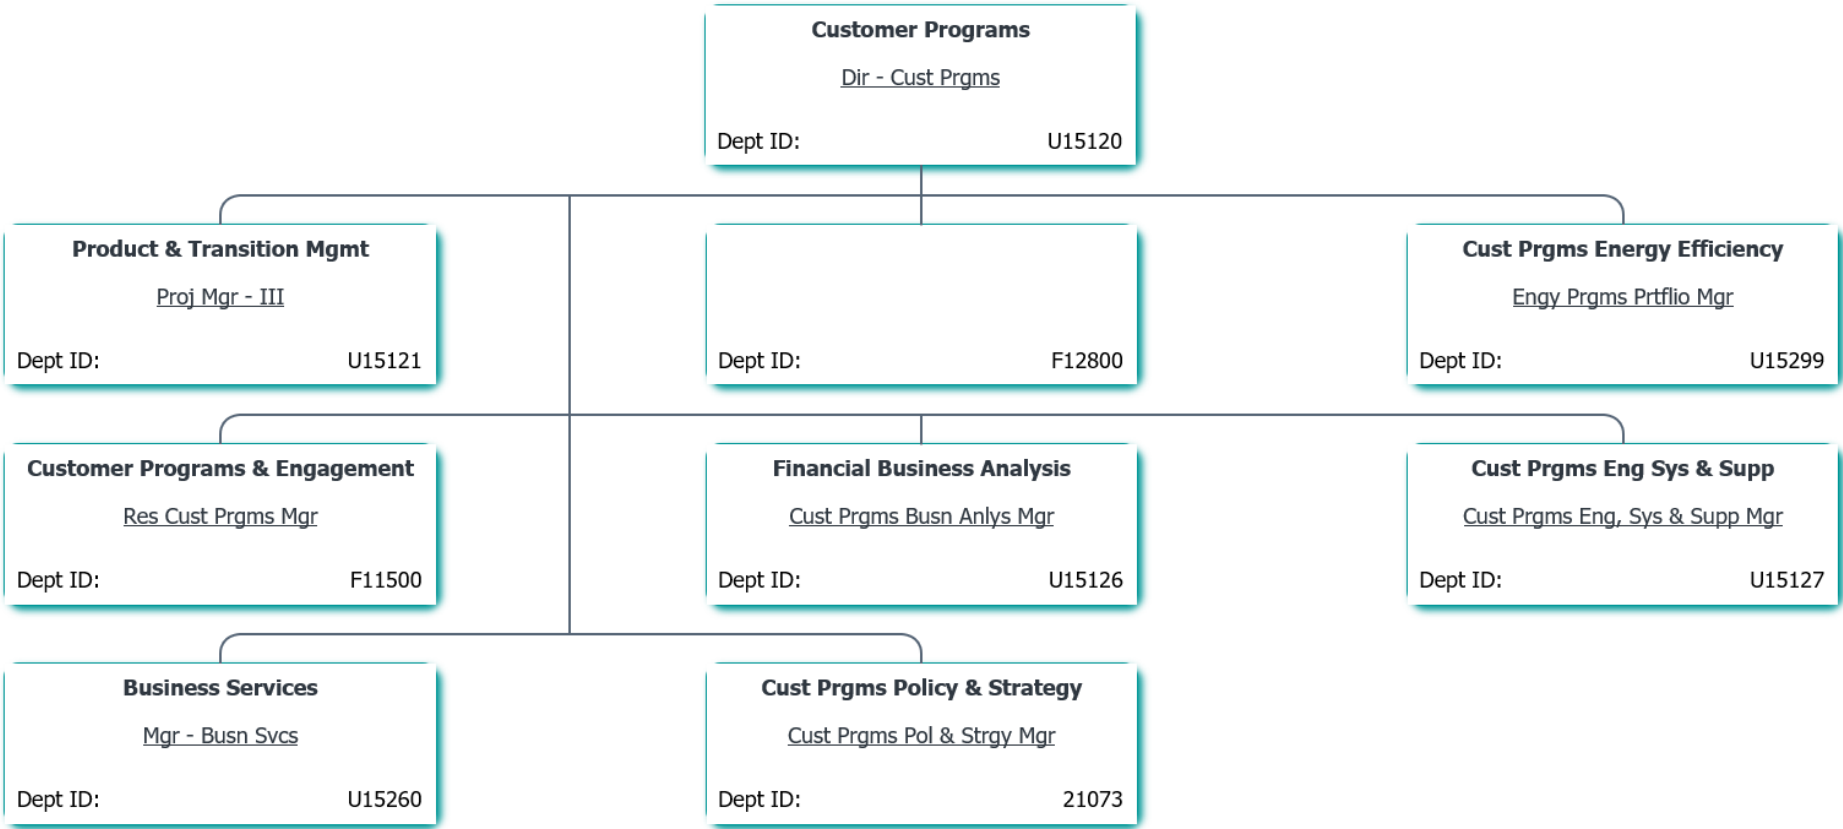 Customer Programs
Dir - Cust Prgms
Dept ID: U15120
Product & Transition Mgmt
Proj Mgr - III
Dept ID: U15121
Dept ID: F12800
Cust Prgms Energy Efficiency
Engy Prgms Prtflio Mgr
Dept ID: U15299
Customer Programs & Engagement
Res Cust Prgms Mgr
Dept ID: F11500
Financial Business Analysis
Cust Prgms Busn Anlys Mgr
Dept ID: U15126
Cust Prgms Eng Sys & Supp
Cust Prgms Eng, Sys & Supp Mgr
Dept ID: U15127
Business Services
Mgr - Busn Svcs
Dept ID: U15260
Cust Prgms Policy & Strategy
Cust Prgms Pol & Strgy Mgr
Dept ID: 21073